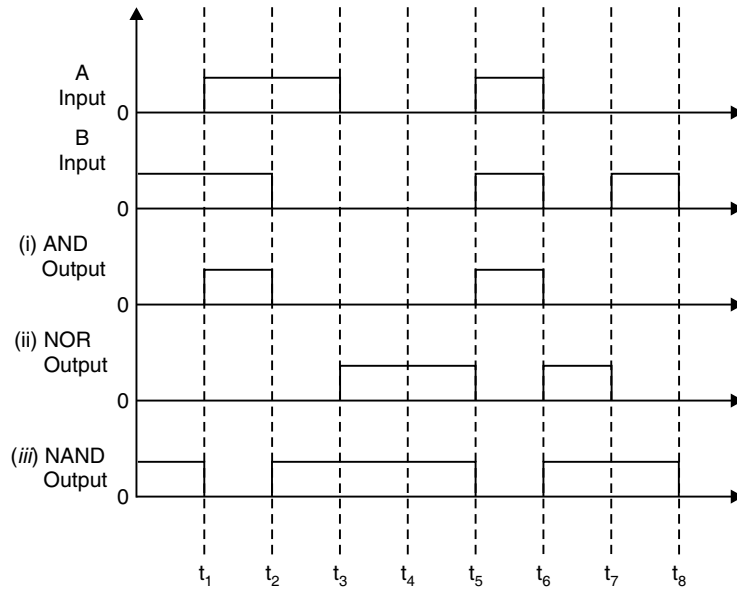 A
Input
0
B
Input
0
(i) AND
Output
0
(ii) NOR
Output
0
(iii) NAND
Output
0
t1 t2 t3 t4 t5 t6 t7 t8